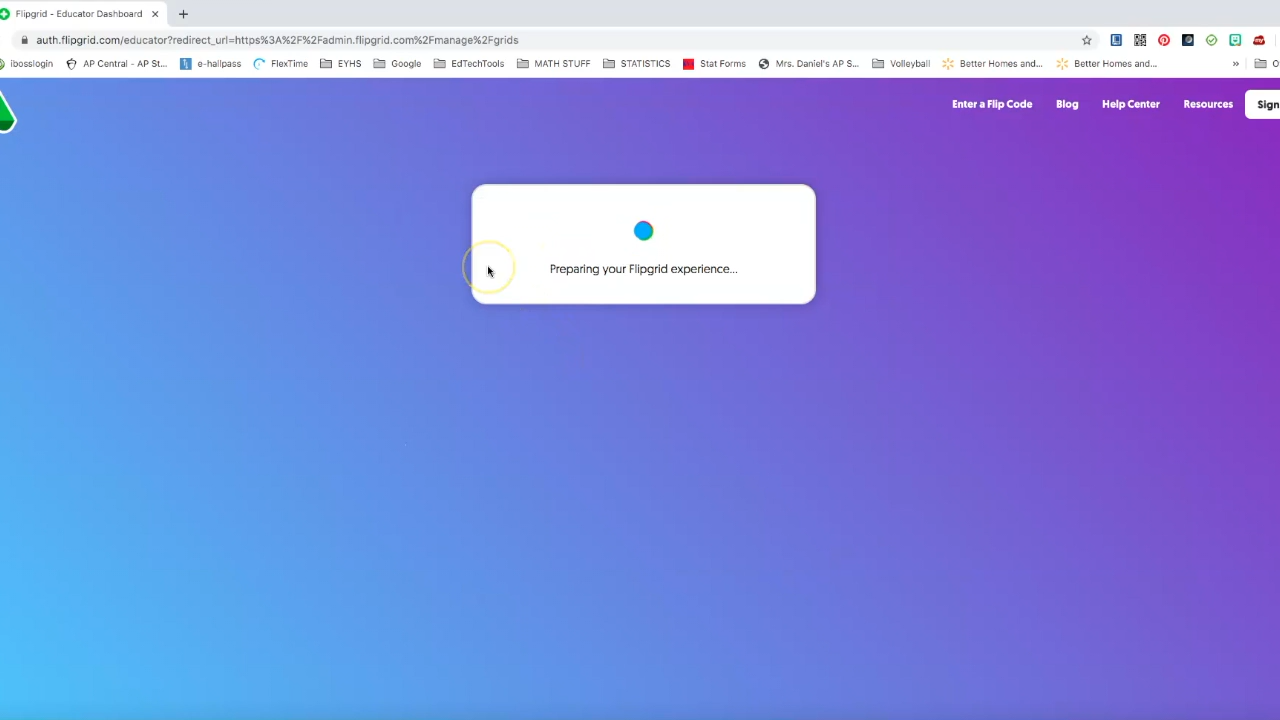 Flipgrid - Educator Dashboard
auth.flipgrid.com/educator?redirect_url=https%3A%2F%2Fadmin.flipgrid.com%2Fmanage%2Fgrids
ibosslogin AP Central - AP St... e-hallpass FlexTime EYHS Google EdTechTools MATH STUFF STATISTICS Stat Forms Mrs. Daniel's AP S... Volleyball Better Homes and... Better Homes and... » O
Enter a Flip Code Blog Help Center Resources Sign
Preparing your Flipgrid experience...